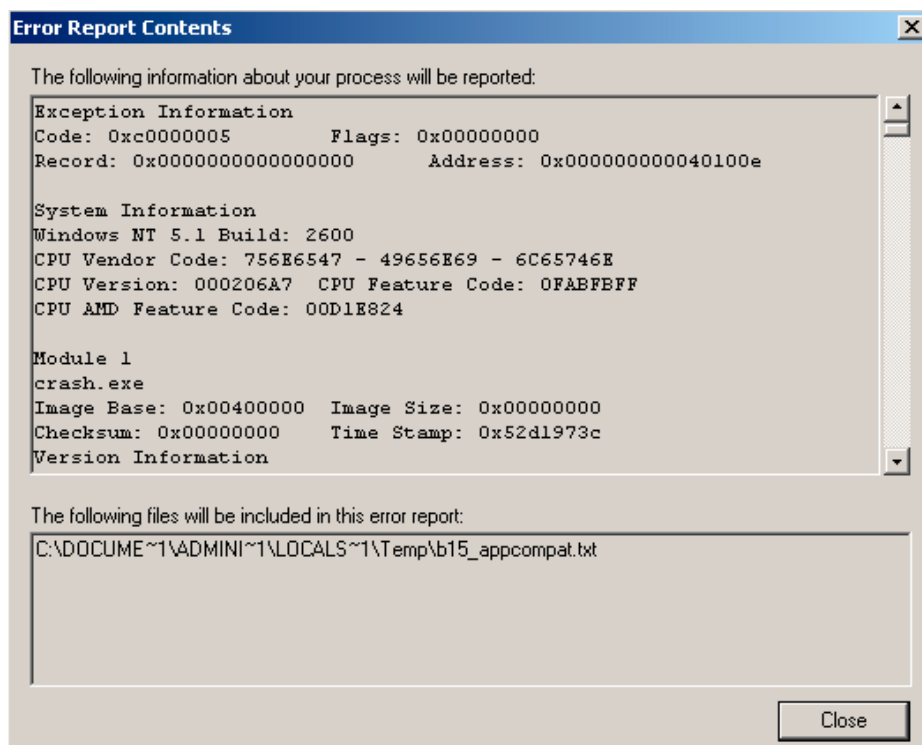 Error Report Contents
The following information about your process will be reported:
Exception Information
Code: 0xc0000005 Flags: 0x00000000
Record: 0x0000000000000000 Address: 0x000000000040100e
System Information
Windows NT 5.1 Build: 2600
CPU Vendor Code: 756E6547 - 49656E69 - 6C65746E
CPU Version: 000206A7 CPU Feature Code: 0FABFBFF
CPU AMD Feature Code: 00D1E824
Module 1
crash.exe
Image Base: 0x00400000 Image Size: 0x00000000
Checksum: 0x00000000 Time Stamp: 0x52d1973c
Version Information
The following files will be included in this error report:
C:\DOCUME~1\ADMINI~1\LOCALS~1\Temp\b15_appcompat.txt
Close